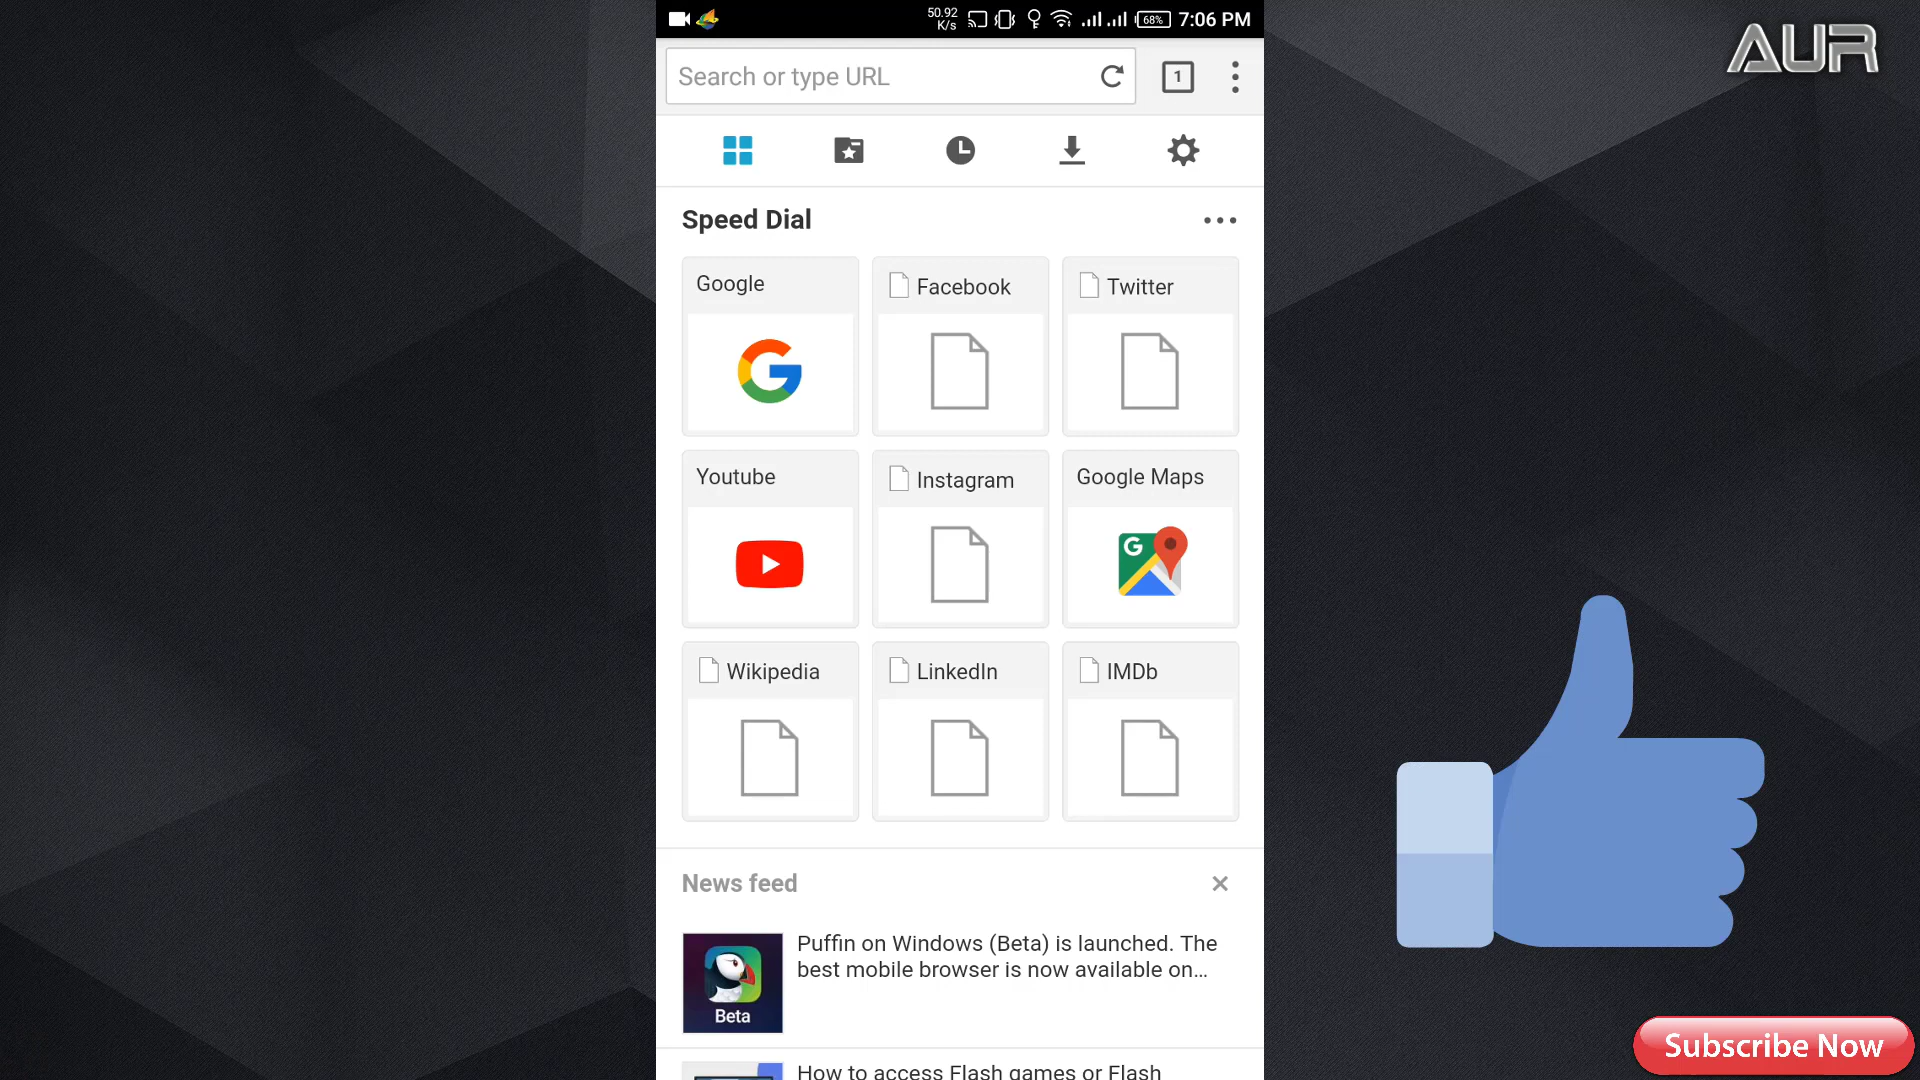 50.92
K/s
68%
7:06 PM
AUR
Search or type URL
1
Speed Dial
Google
Facebook
Twitter
Youtube
Instagram
Google Maps
G
Wikipedia
LinkedIn
IMDb
News feed
Puffin on Windows (Beta) is launched. The
best mobile browser is now available on...
Beta
How to access Flash games or Flash
Subscribe Now